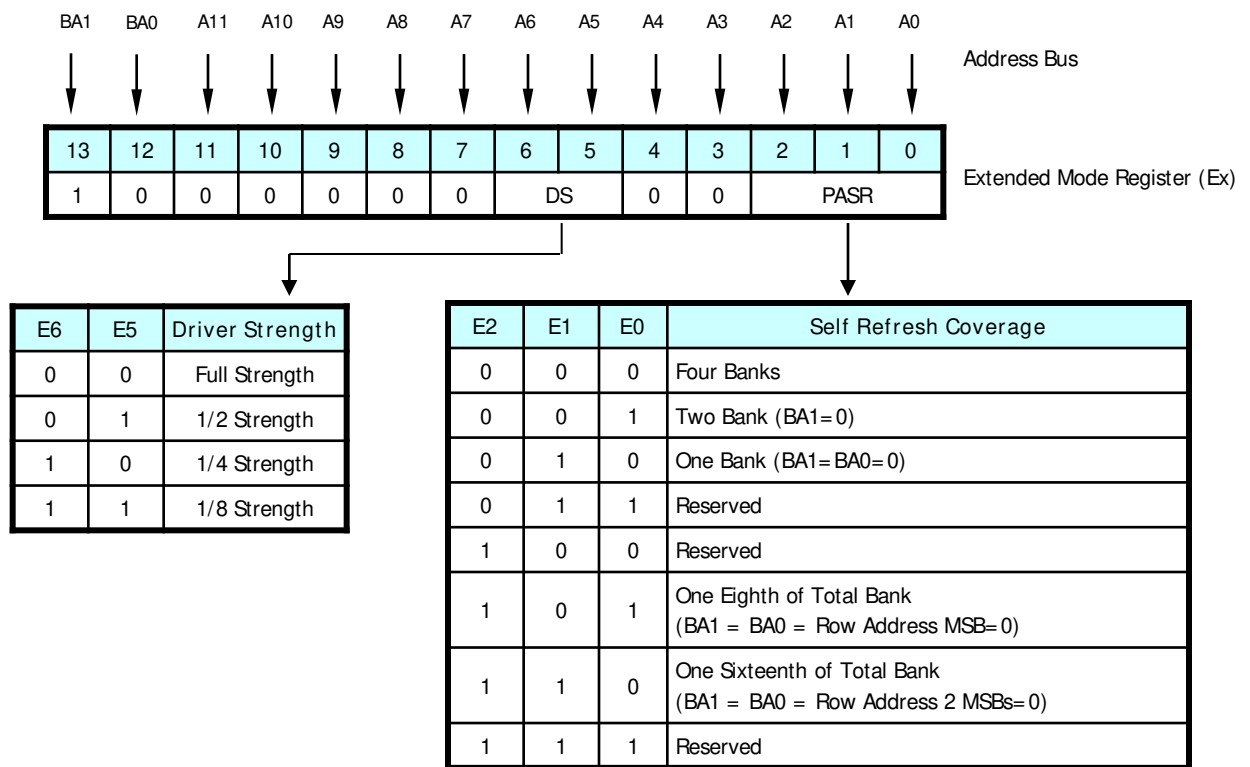 BA1 BA0 A11 A10 A9 A8 A7 A6 A5 A4 A3 A2 A1 A0
Address Bus
13 12 11 10 9 8 7 6 5 4 3 2 1 0
1 0 0 0 0 0 0 DS 0 0 PASR
Extended Mode Register (Ex)
E6 E5 Driver Strength
0 0 Full Strength
0 1 1/2 Strength
1 0 1/4 Strength
1 1 1/8 Strength
E2 E1 E0 Self Refresh Coverage
0 0 0 Four Banks
0 0 1 Two Bank (BA1=0)
0 1 0 One Bank (BA1=BA0=0)
0 1 1 Reserved
1 0 0 Reserved
1 0 1 One Eighth of Total Bank
(BA1 = BA0 = Row Address MSB=0)
1 1 0 One Sixteenth of Total Bank
(BA1 = BA0 = Row Address 2 MSBs=0)
1 1 1 Reserved